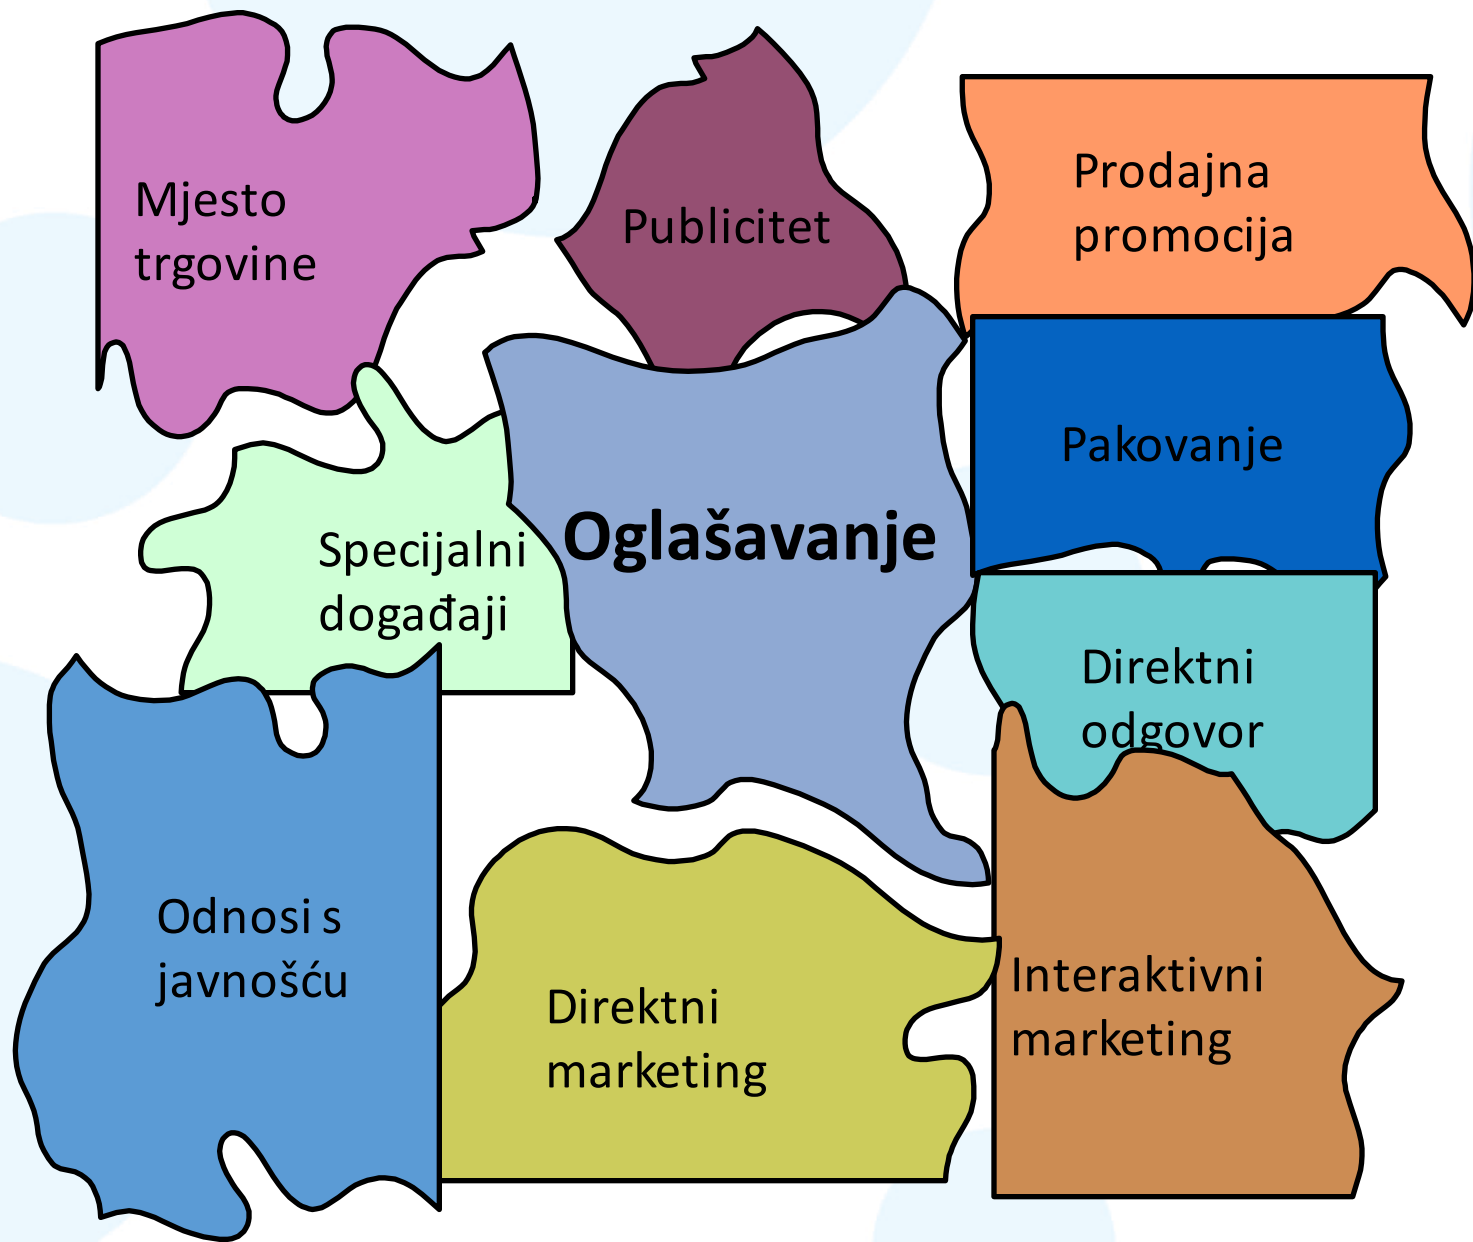 Mjesto
trgovine
Publicitet
Prodajna
promocija
Pakovanje
Oglašavanje
Specijalni
događaji
Direktni
odgovor
Odnosi s
javnošću
Direktni
marketing
Interaktivni
marketing